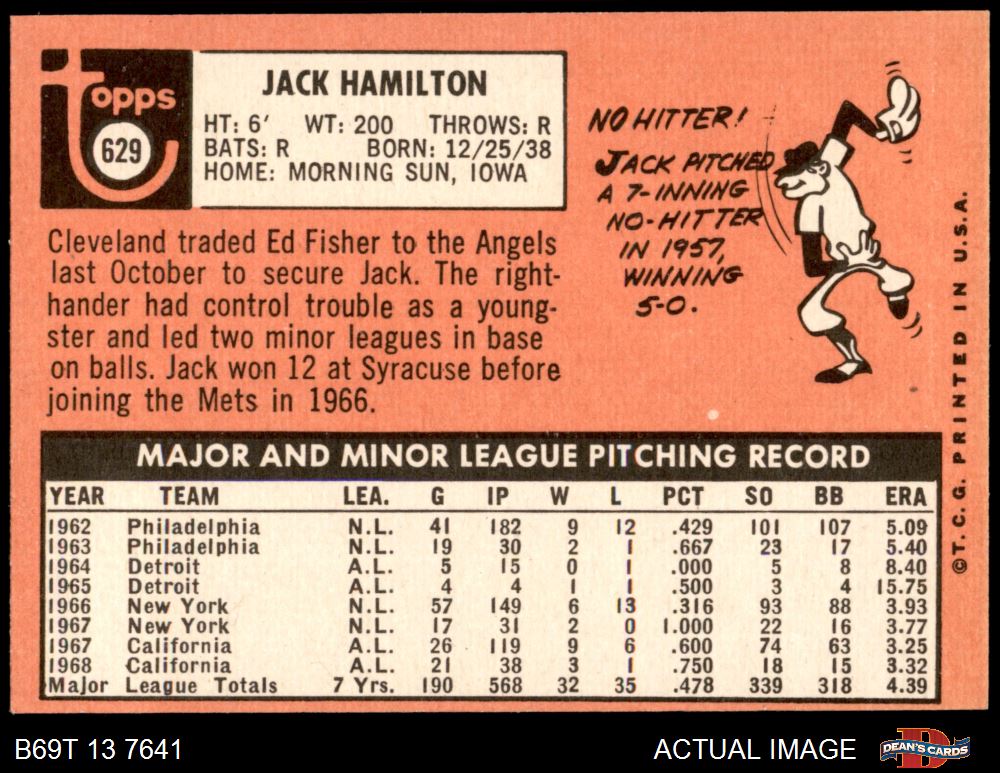 Topps
629
JACK HAMILTON
HT: 6' WT: 200 THROWS: R
BATS: R BORN: 12/25/38
HOME: MORNING SUN, IOWA
Cleveland traded Ed Fisher to the Angels
last October to secure Jack. The right-
hander had control trouble as a young-
ster and led two minor leagues in base
on balls. Jack won 12 at Syracuse before
joining the Mets in 1966.
NO HITTER!
JACK PITCHED
A 7-INNING
NO-HITTER
IN 1957,
WINNING
5-0.
©T.C.G. PRINTED IN U.S.A.
MAJOR AND MINOR LEAGUE PITCHING RECORD
YEAR TEAM LEA. G IP W L PCT SO BB ERA
1962 Philadelphia N.L. 41 182 9 12 .429 101 107 5.09
1963 Philadelphia N.L. 19 30 2 1 .667 23 17 5.40
1964 Detroit A.L. 5 15 0 1 .000 5 8 8.40
1965 Detroit A.L. 4 4 1 1 .500 3 4 15.75
1966 New York N.L. 57 149 6 13 .316 93 88 3.93
1967 New York N.L. 17 31 2 0 1.000 22 16 3.77
1967 California A.L. 26 119 9 6 .600 74 63 3.25
1968 California A.L. 21 38 3 1 .750 18 15 3.32
Major League Totals 7 Yrs. 190 568 32 35 .478 339 318 4.39
B69T 13 7641
ACTUAL IMAGE
DEAN'S CARDS